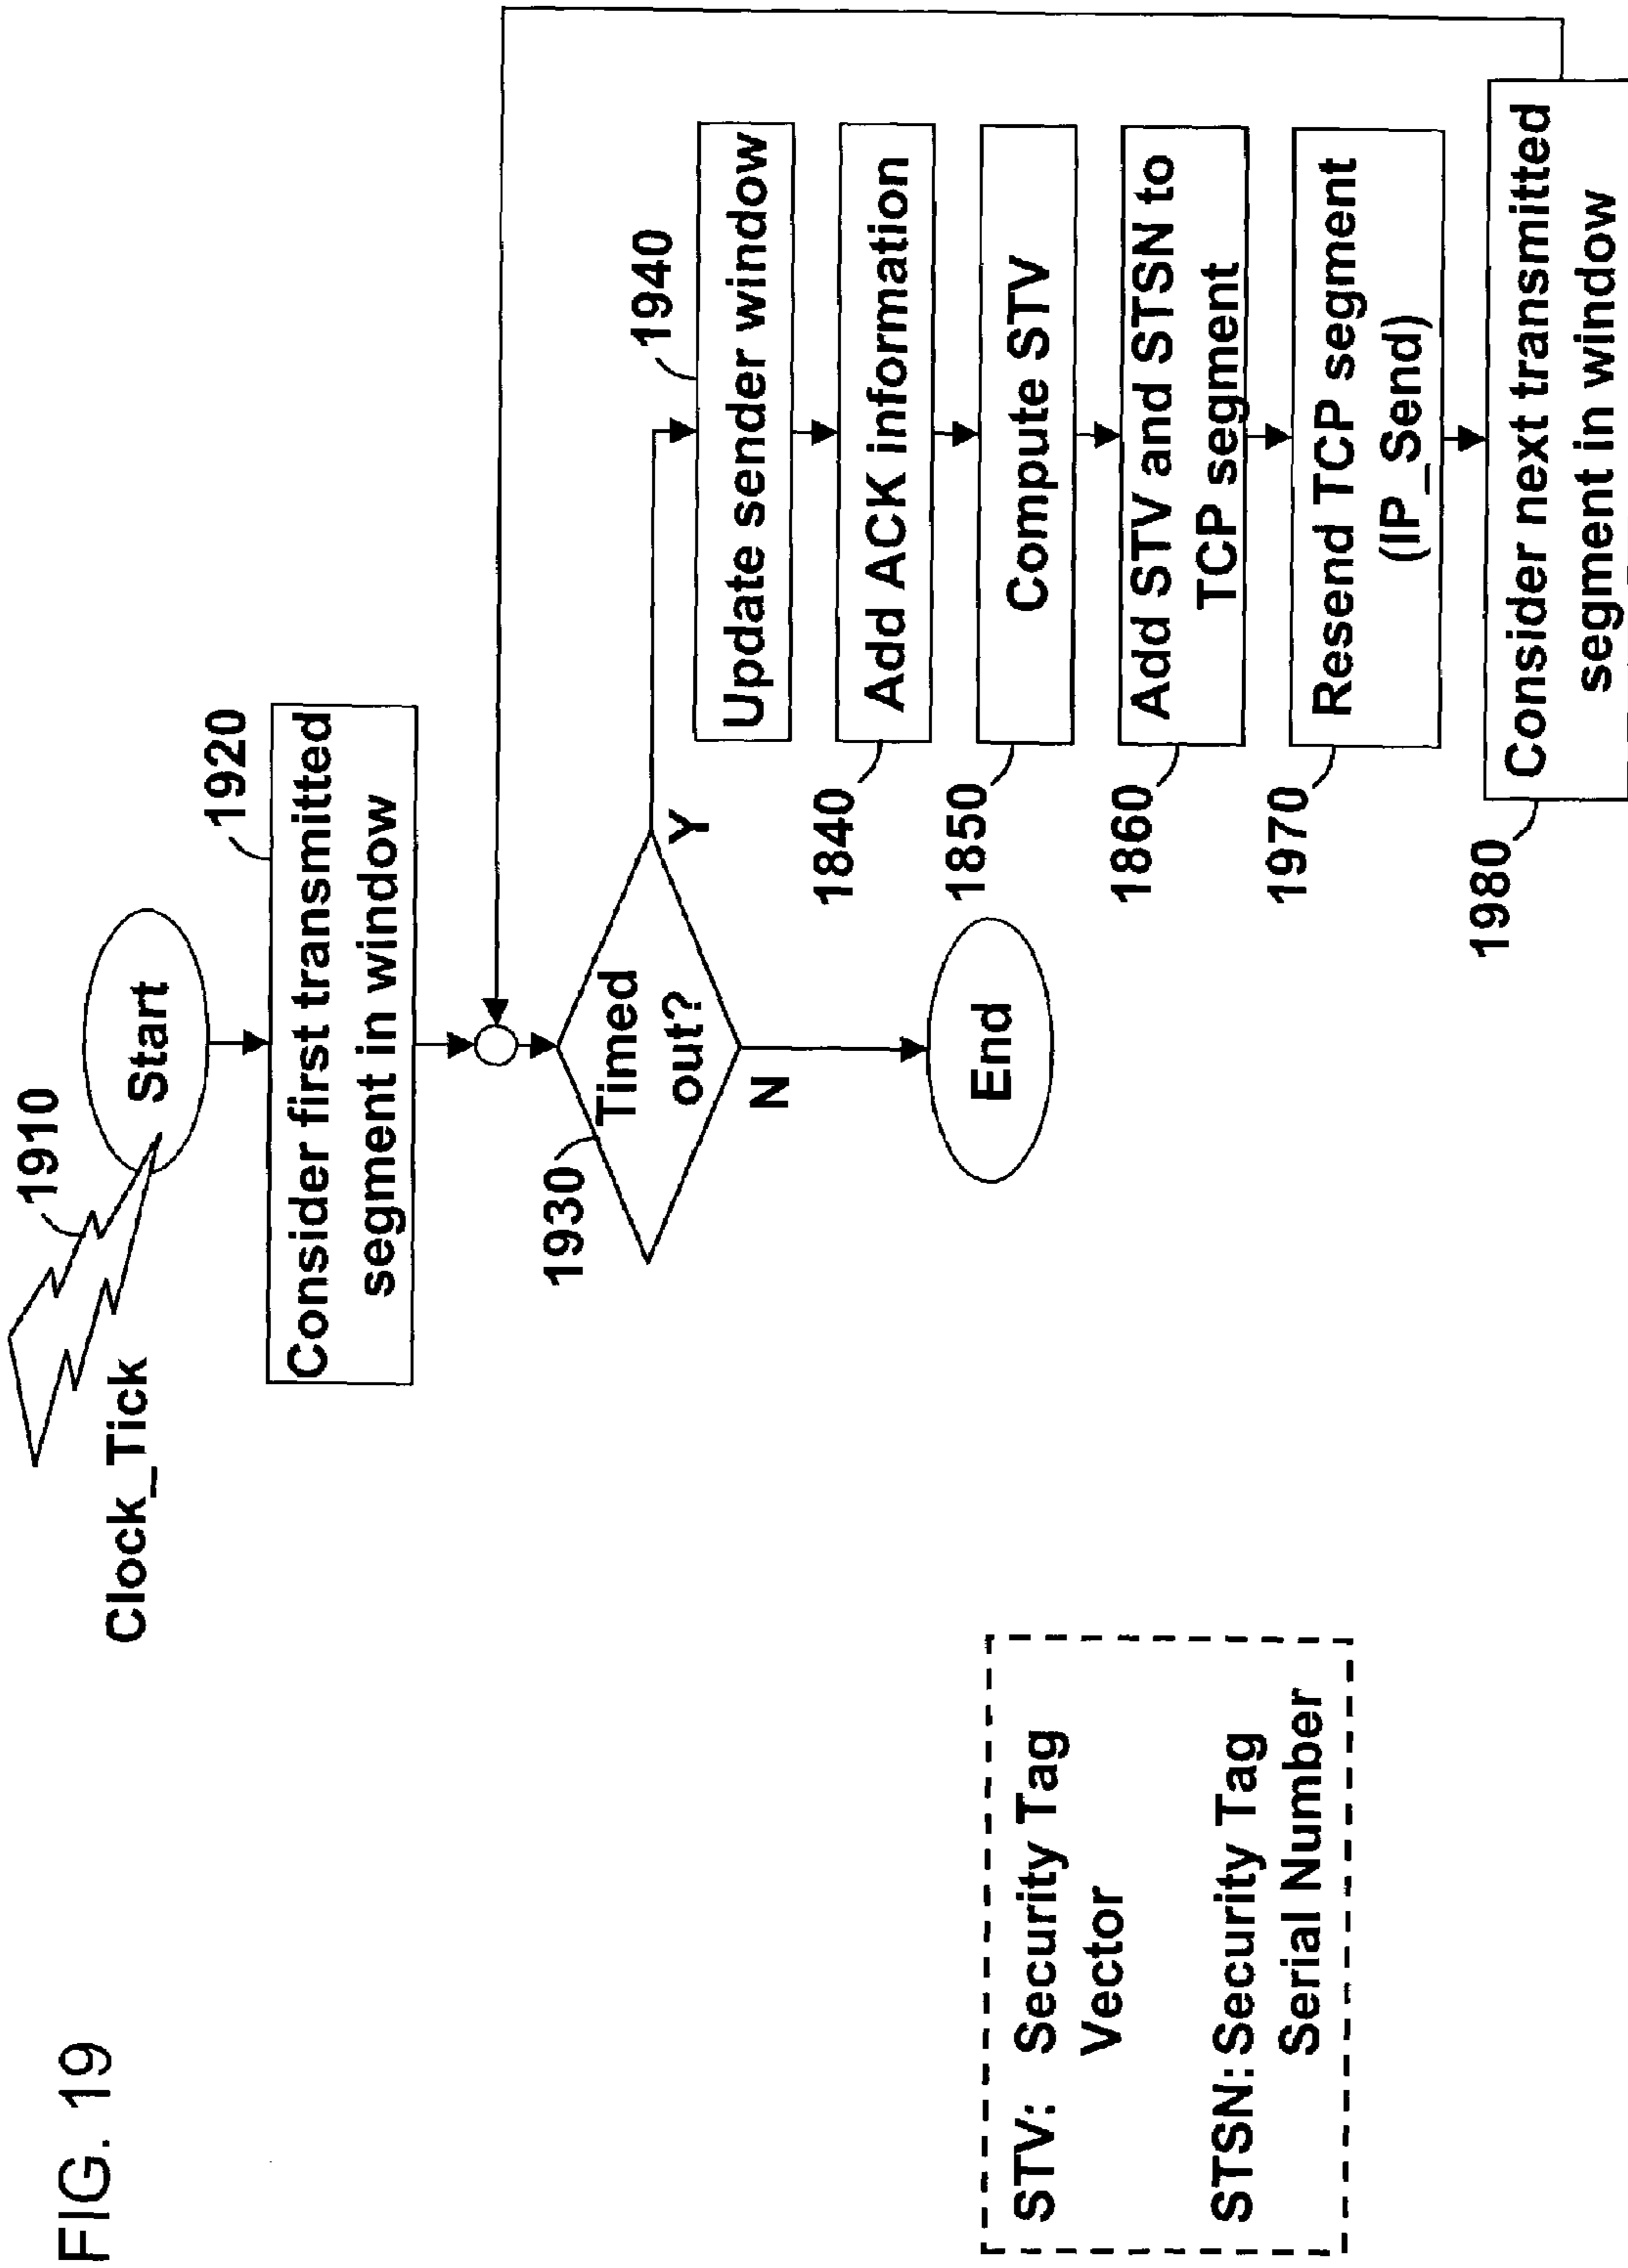 FIG. 19
1910
Clock_Tick
Start
1920
Consider first transmitted
segment in window
1930
Timed
out?
Y
N
End
1940
Update sender window
1840
Add ACK information
1850
Compute STV
1860
Add STV and STSN to
TCP segment
1970
Resend TCP segment
(IP_Send)
1980
Consider next transmitted
segment in window
STV: Security Tag
Vector
STSN:Security Tag
Serial Number